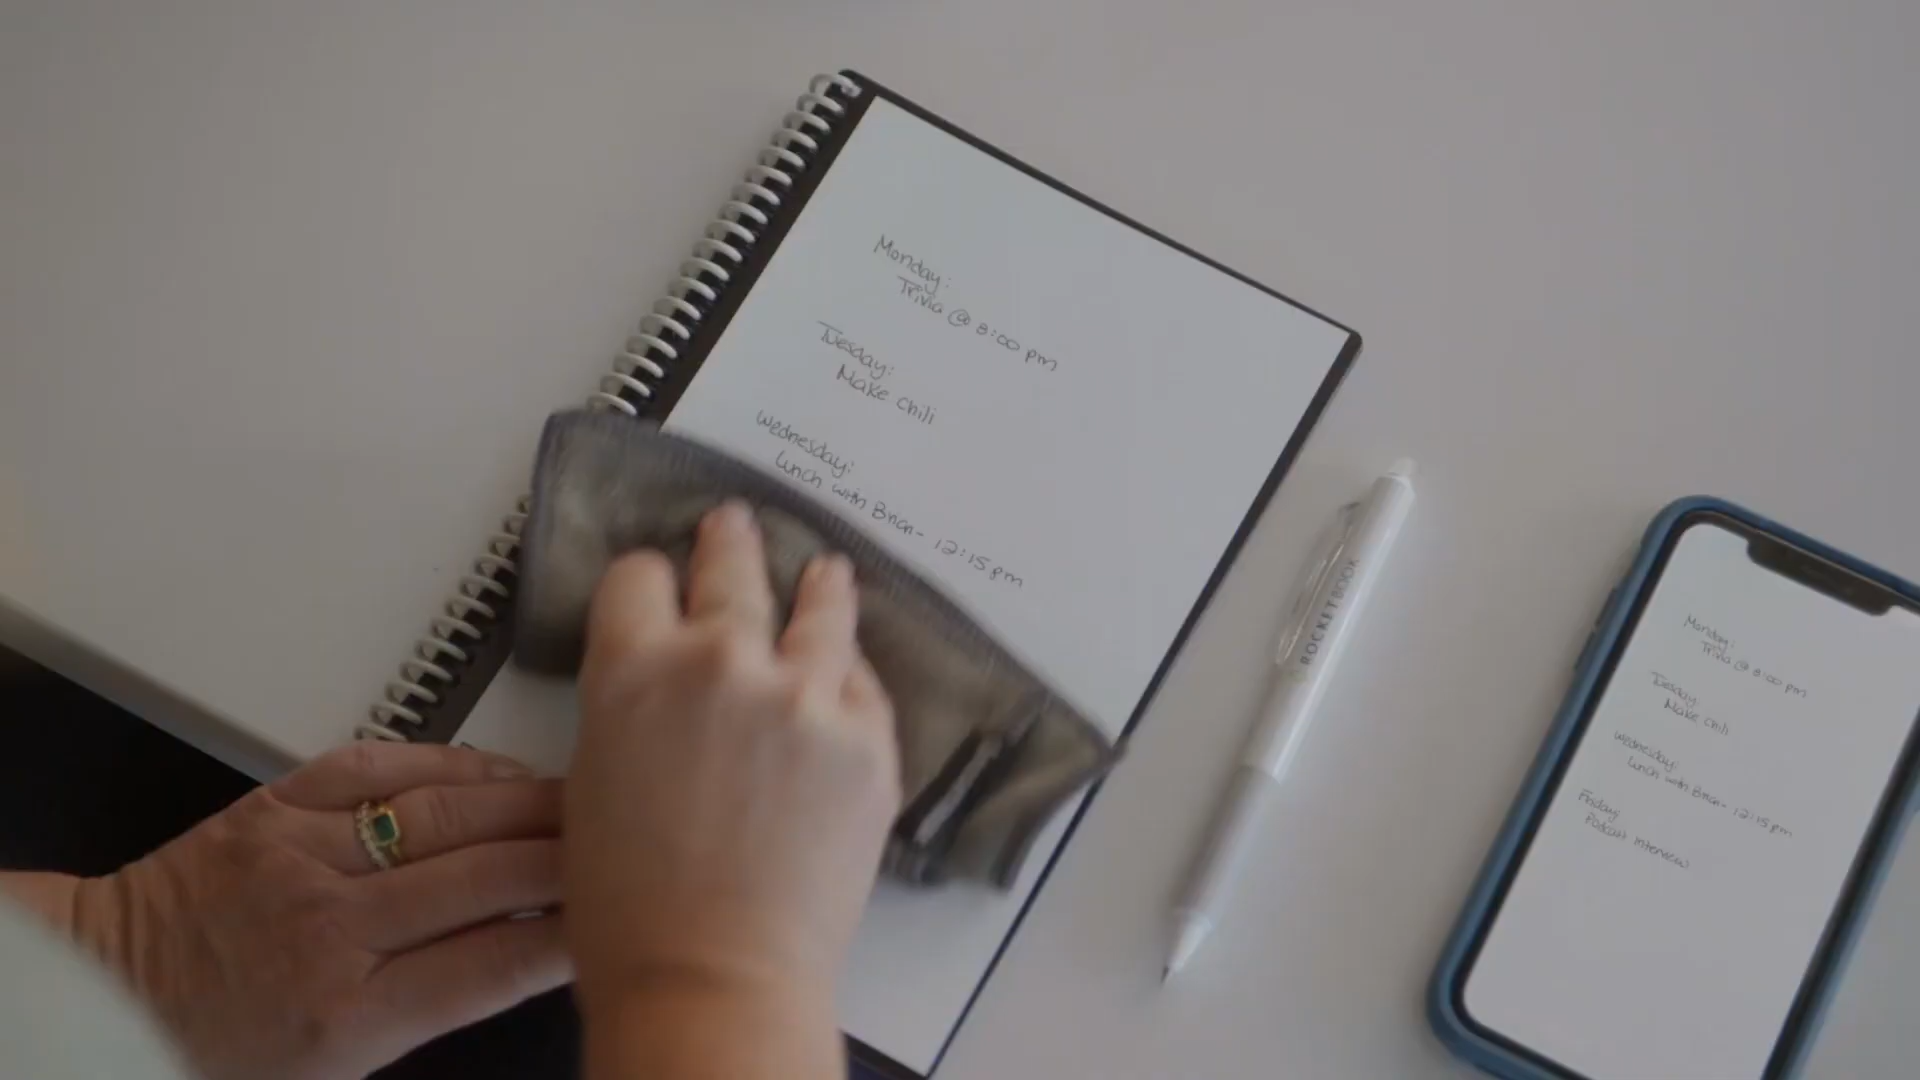 Monday:
Trivia @ 8:00 pm
Tuesday:
Make chili
Wednesday:
lunch with Brian - 12:15 pm
ROCKETBOOK
Monday:
Trivia @ 8:00 pm
Tuesday:
Make chili
Wednesday:
lunch with Brian - 12:15 pm
Friday:
Podcast interview